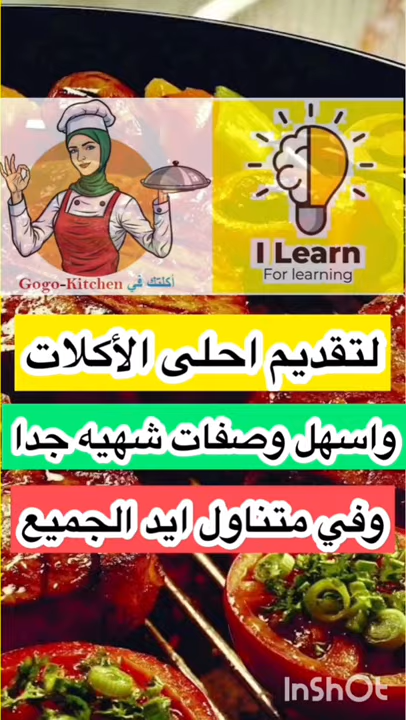 أكلتك في Gogo-Kitchen
I Learn
For learning
لتقديم احلى الأكلات
واسهل وصفات شهيه جدا
وفي متناول ايد الجميع
InShOt